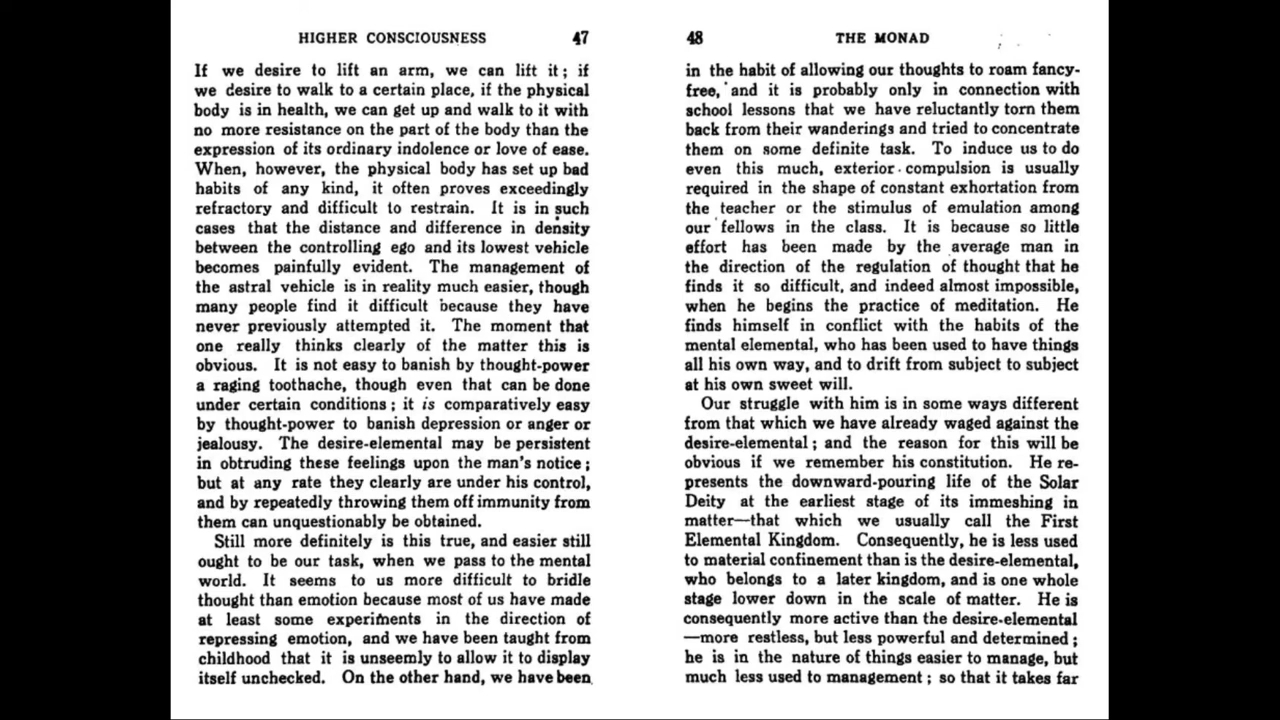 HIGHER CONSCIOUSNESS 47
If we desire to lift an arm, we can lift it; if
we desire to walk to a certain place, if the physical
body is in health, we can get up and walk to it with
no more resistance on the part of the body than the
expression of its ordinary indolence or love of ease.
When, however, the physical body has set up bad
habits of any kind, it often proves exceedingly
refractory and difficult to restrain. It is in such
cases that the distance and difference in density
between the controlling ego and its lowest vehicle
becomes painfully evident. The management of
the astral vehicle is in reality much easier, though
many people find it difficult because they have
never previously attempted it. The moment that
one really thinks clearly of the matter this is
obvious. It is not easy to banish by thought-power
a raging toothache, though even that can be done
under certain conditions; it is comparatively easy
by thought-power to banish depression or anger or
jealousy. The desire-elemental may be persistent
in obtruding these feelings upon the man's notice;
but at any rate they clearly are under his control,
and by repeatedly throwing them off immunity from
them can unquestionably be obtained.
Still more definitely is this true, and easier still
ought to be our task, when we pass to the mental
world. It seems to us more difficult to bridle
thought than emotion because most of us have made
at least some experiments in the direction of
repressing emotion, and we have been taught from
childhood that it is unseemly to allow it to display
itself unchecked. On the other hand, we have been
48 THE MONAD
in the habit of allowing our thoughts to roam fancy-
free, and it is probably only in connection with
school lessons that we have reluctantly torn them
back from their wanderings and tried to concentrate
them on some definite task. To induce us to do
even this much, exterior compulsion is usually
required in the shape of constant exhortation from
the teacher or the stimulus of emulation among
our fellows in the class. It is because so little
effort has been made by the average man in
the direction of the regulation of thought that he
finds it so difficult, and indeed almost impossible,
when he begins the practice of meditation. He
finds himself in conflict with the habits of the
mental elemental, who has been used to have things
all his own way, and to drift from subject to subject
at his own sweet will.
Our struggle with him is in some ways different
from that which we have already waged against the
desire-elemental; and the reason for this will be
obvious if we remember his constitution. He re-
presents the downward-pouring life of the Solar
Deity at the earliest stage of its immeshing in
matter—that which we usually call the First
Elemental Kingdom. Consequently, he is less used
to material confinement than is the desire-elemental,
who belongs to a later kingdom, and is one whole
stage lower down in the scale of matter. He is
consequently more active than the desire-elemental
—more restless, but less powerful and determined;
he is in the nature of things easier to manage, but
much less used to management; so that it takes far